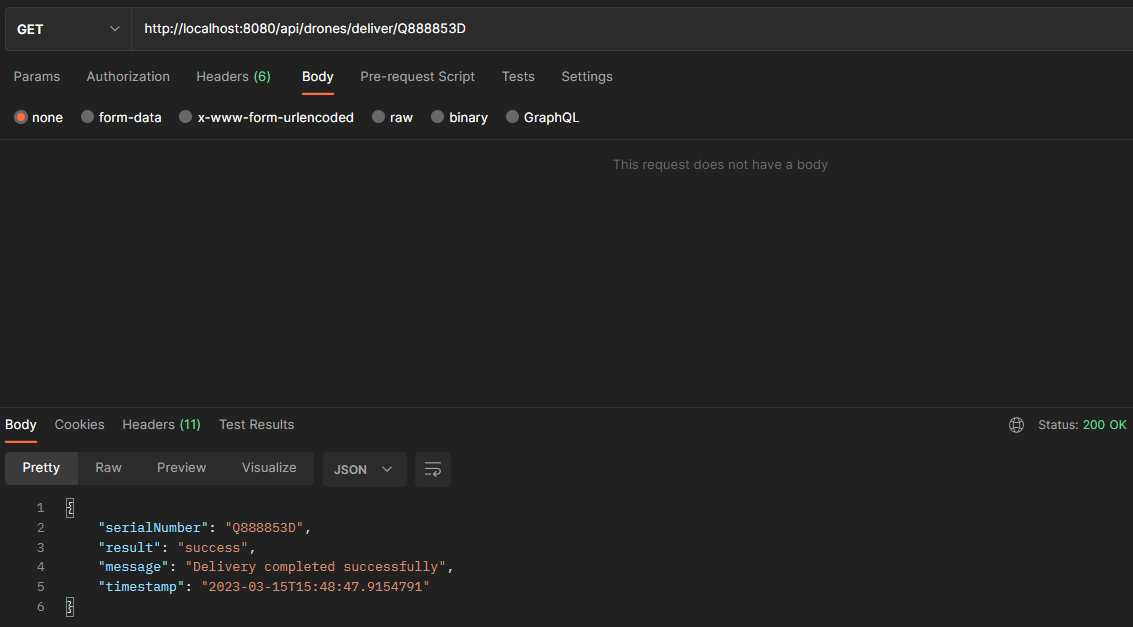 GET http://localhost:8080/api/drones/deliver/Q888853D
Params Authorization Headers (6) Body Pre-request Script Tests Settings
none form-data x-www-form-urlencoded raw binary GraphQL
This request does not have a body
Body Cookies Headers (11) Test Results Status: 200 OK
Pretty Raw Preview Visualize JSON
1 {
2 "serialNumber": "Q888853D",
3 "result": "success",
4 "message": "Delivery completed successfully",
5 "timestamp": "2023-03-15T15:48:47.9154791"
6 }